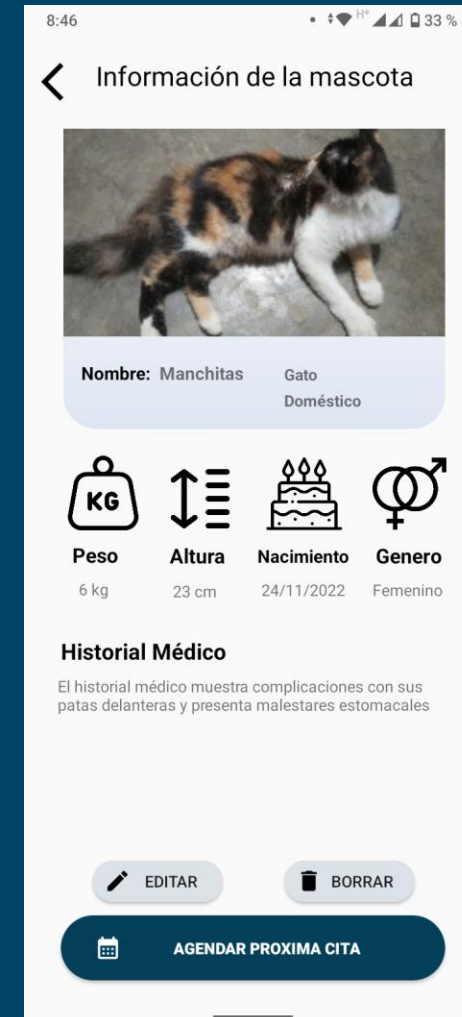 8:46 H+ 33 %
Información de la mascota
Nombre: Manchitas Gato
Doméstico
KG
Peso Altura Nacimiento Genero
6 kg 23 cm 24/11/2022 Femenino
Historial Médico
El historial médico muestra complicaciones con sus
patas delanteras y presenta malestares estomacales
EDITAR BORRAR
AGENDAR PROXIMA CITA